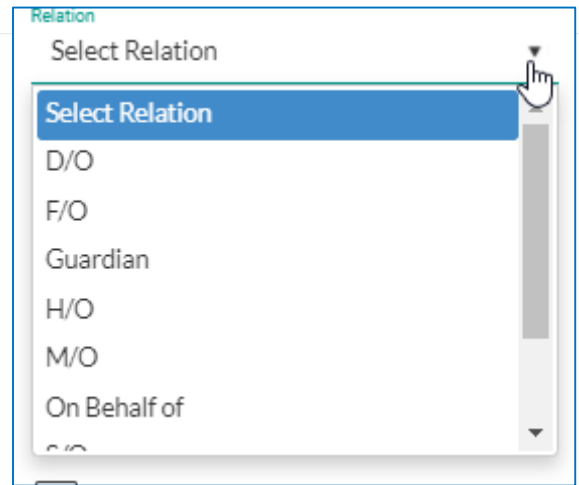 Relation
Select Relation
Select Relation
D/O
F/O
Guardian
H/O
M/O
On Behalf of